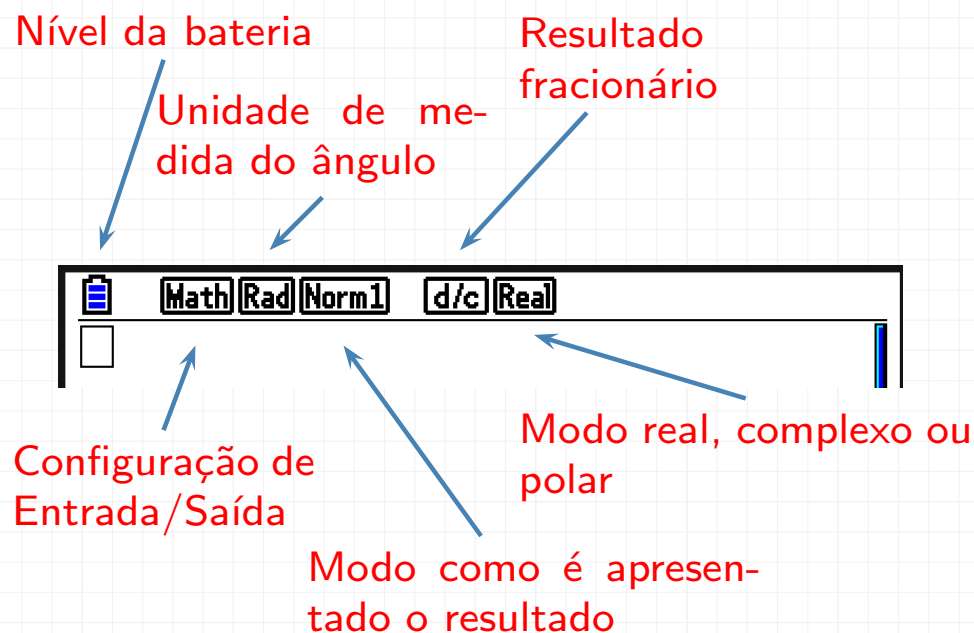 Nível da bateria
Resultado
fracionário
Unidade de me-
dida do ângulo
Math Rad Norm1 d/c Real
Modo real, complexo ou
polar
Configuração de
Entrada/Saída
Modo como é apresen-
tado o resultado